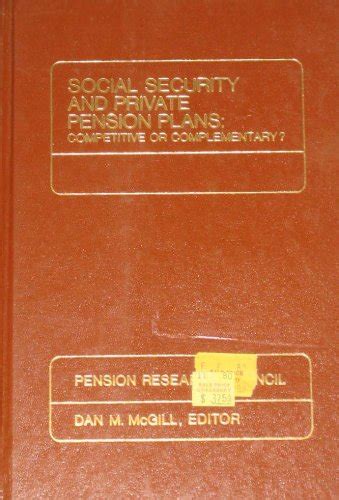 SOCIAL SECURITY
AND PRIVATE
PENSION PLANS:
COMPETITIVE OR COMPLEMENTARY?
PENSION RESEA
NCIL
DAN M. McGILL, EDITOR